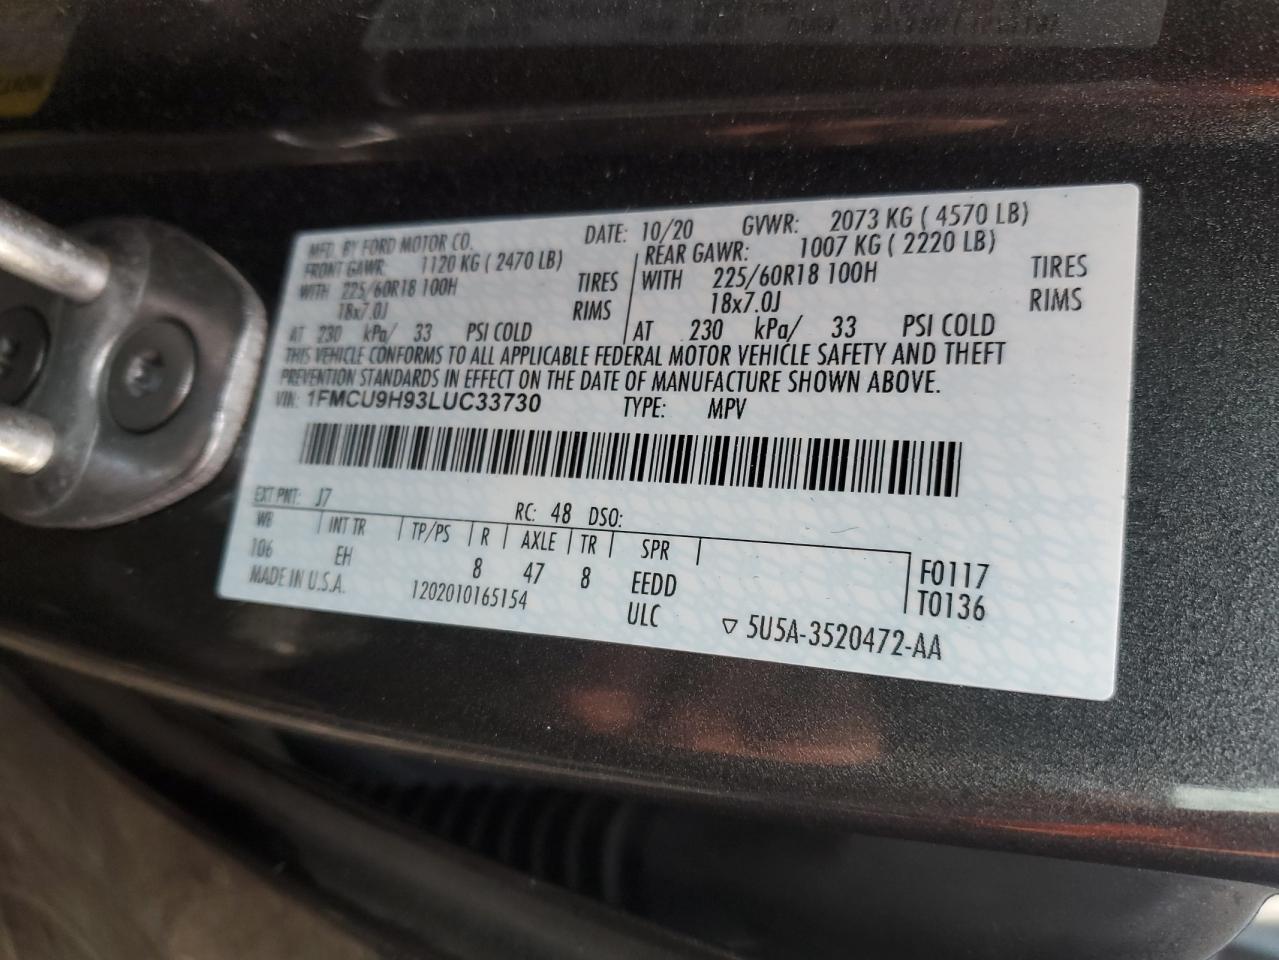 MFD. BY FORD MOTOR CO. DATE: 10/20 GVWR: 2073 KG ( 4570 LB)
FRONT GAWR: 1120 KG ( 2470 LB) REAR GAWR: 1007 KG ( 2220 LB)
WITH 225/60R18 100H TIRES WITH 225/60R18 100H TIRES
18x7.0J RIMS 18x7.0J RIMS
AT 230 kPa/ 33 PSI COLD AT 230 kPa/ 33 PSI COLD
THIS VEHICLE CONFORMS TO ALL APPLICABLE FEDERAL MOTOR VEHICLE SAFETY AND THEFT
PREVENTION STANDARDS IN EFFECT ON THE DATE OF MANUFACTURE SHOWN ABOVE.
VIN: 1FMCU9H93LUC33730 TYPE: MPV
EXT PNT: J7 RC: 48 DSO:
WB INT TR TP/PS R AXLE TR SPR
106 EH 8 47 8 EEDD F0117
MADE IN U.S.A. 1202010165154 ULC T0136
▽ 5U5A-3520472-AA